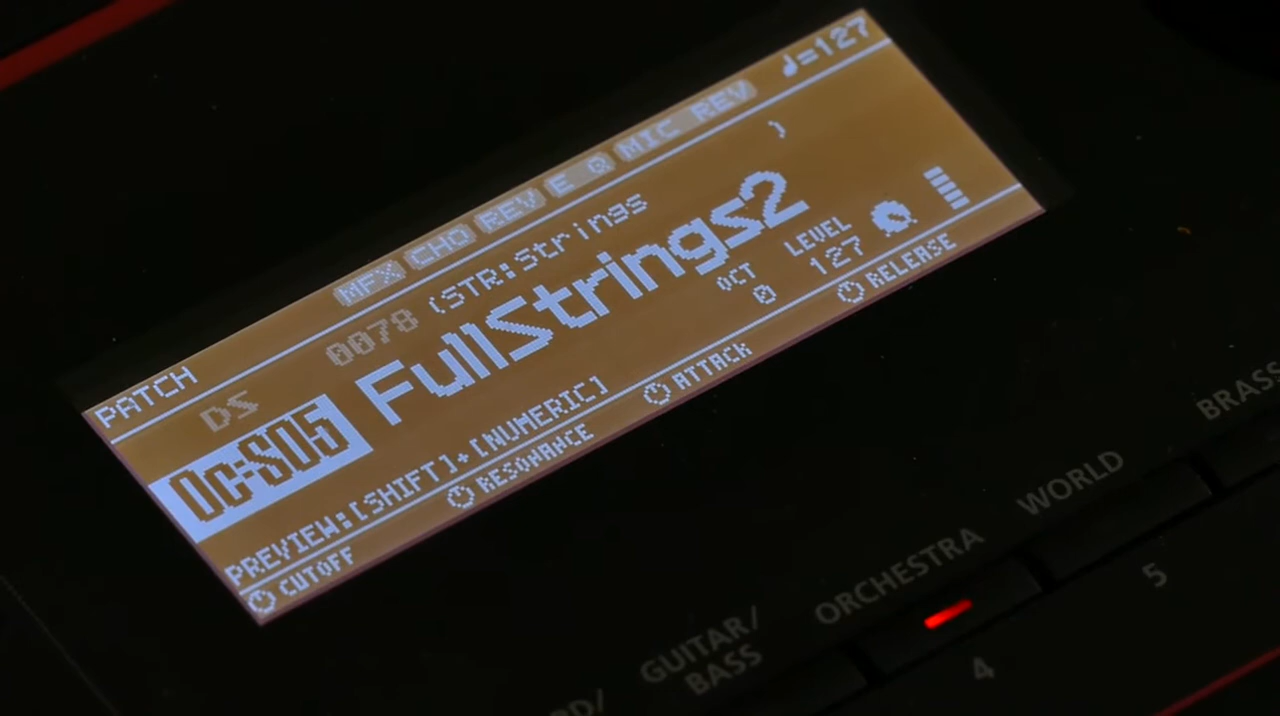 PATCH MFX CHO REV E Q MIC REV ♩=127
DS 0078 (STR:Strings )
Oc-S05 FullStrings2
OCT LEVEL
0 127
PREVIEW:[SHIFT]+[NUMERIC]
CUTOFF RESONANCE ATTACK RELEASE
GUITAR/
BASS
ORCHESTRA
WORLD
BRASS
4
5